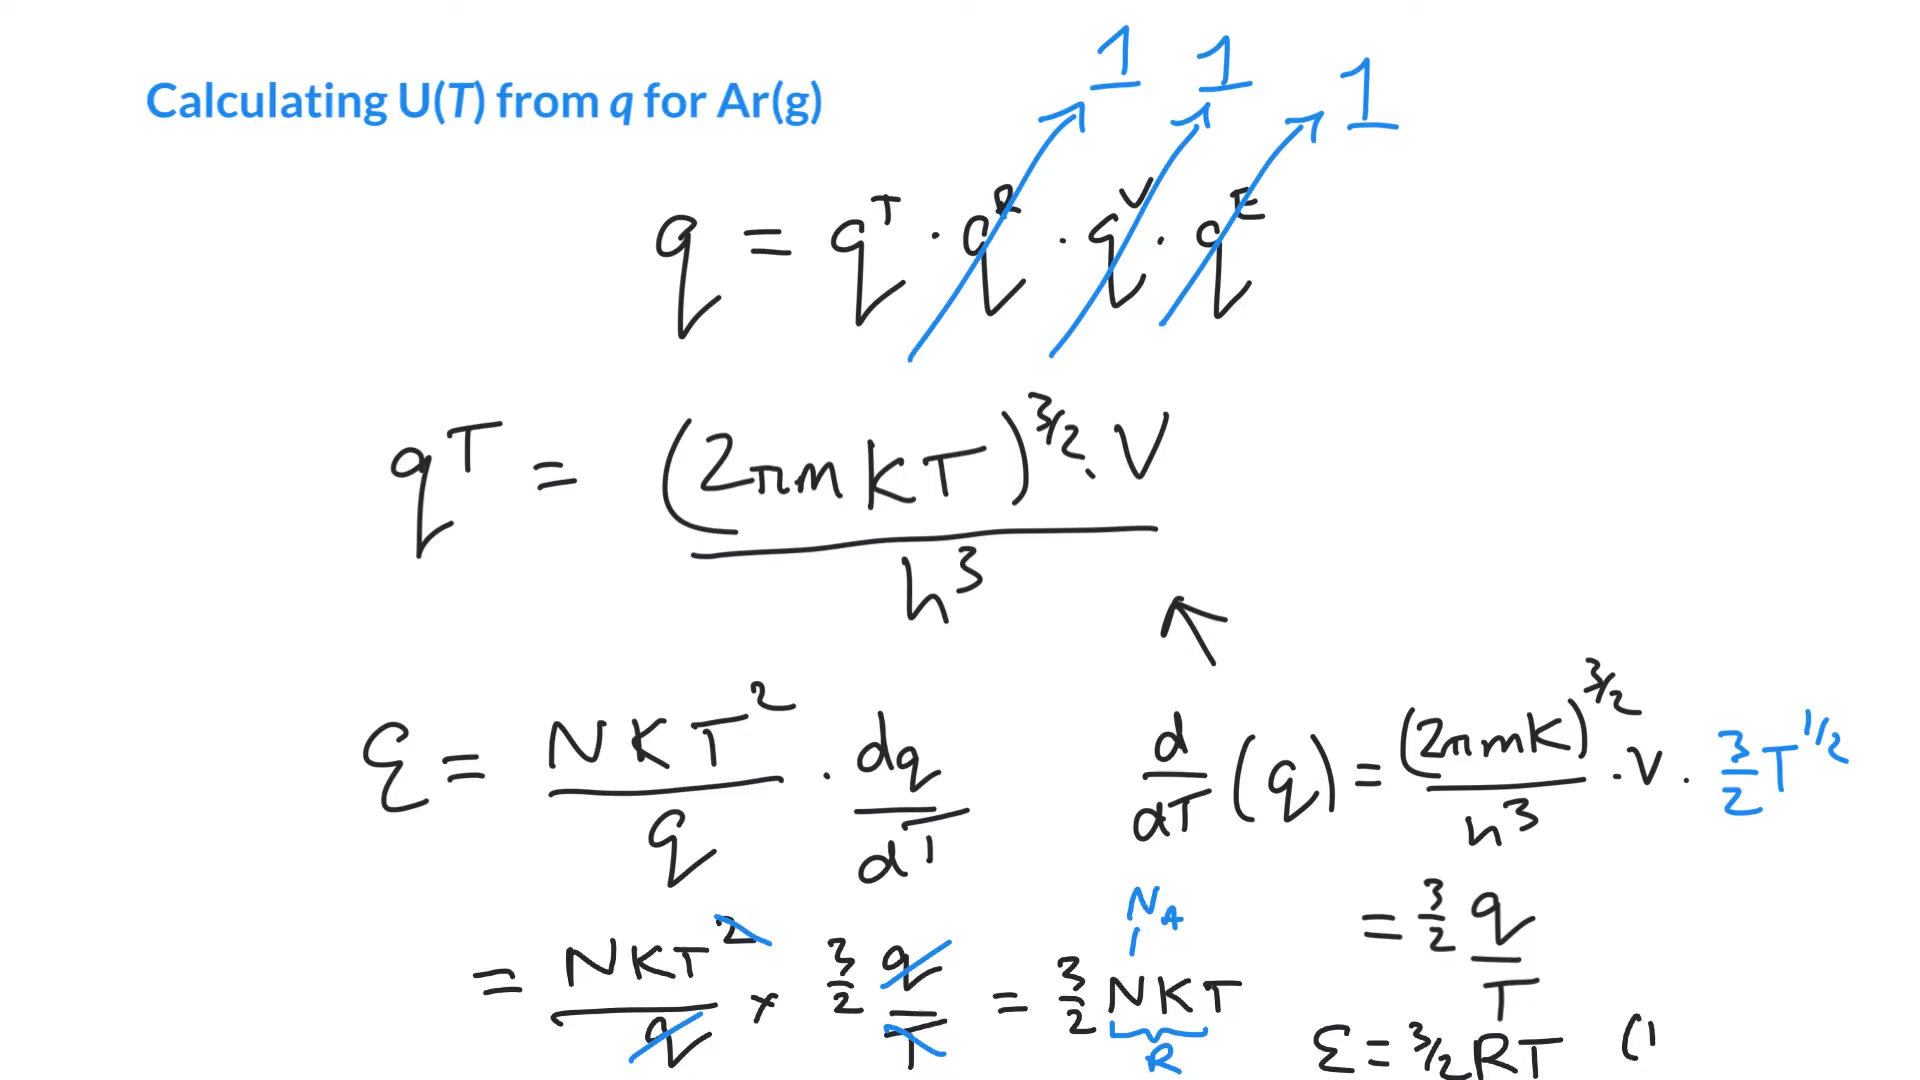 Calculating U(T) from q for Ar(g)
1 1 1
q = q^T · q^R · q^V · q^E
q^T = (2πmKT)^3/2 · V
h^3
ε = NKT^2 / q · dq/dT
d/dT (q) = (2πmK)^3/2 / h^3 · V · 3/2 T^1/2
= 3/2 q/T
= NKT^2 / q × 3/2 q/T = 3/2 NKT
N_A
R
ε = 3/2 RT (1